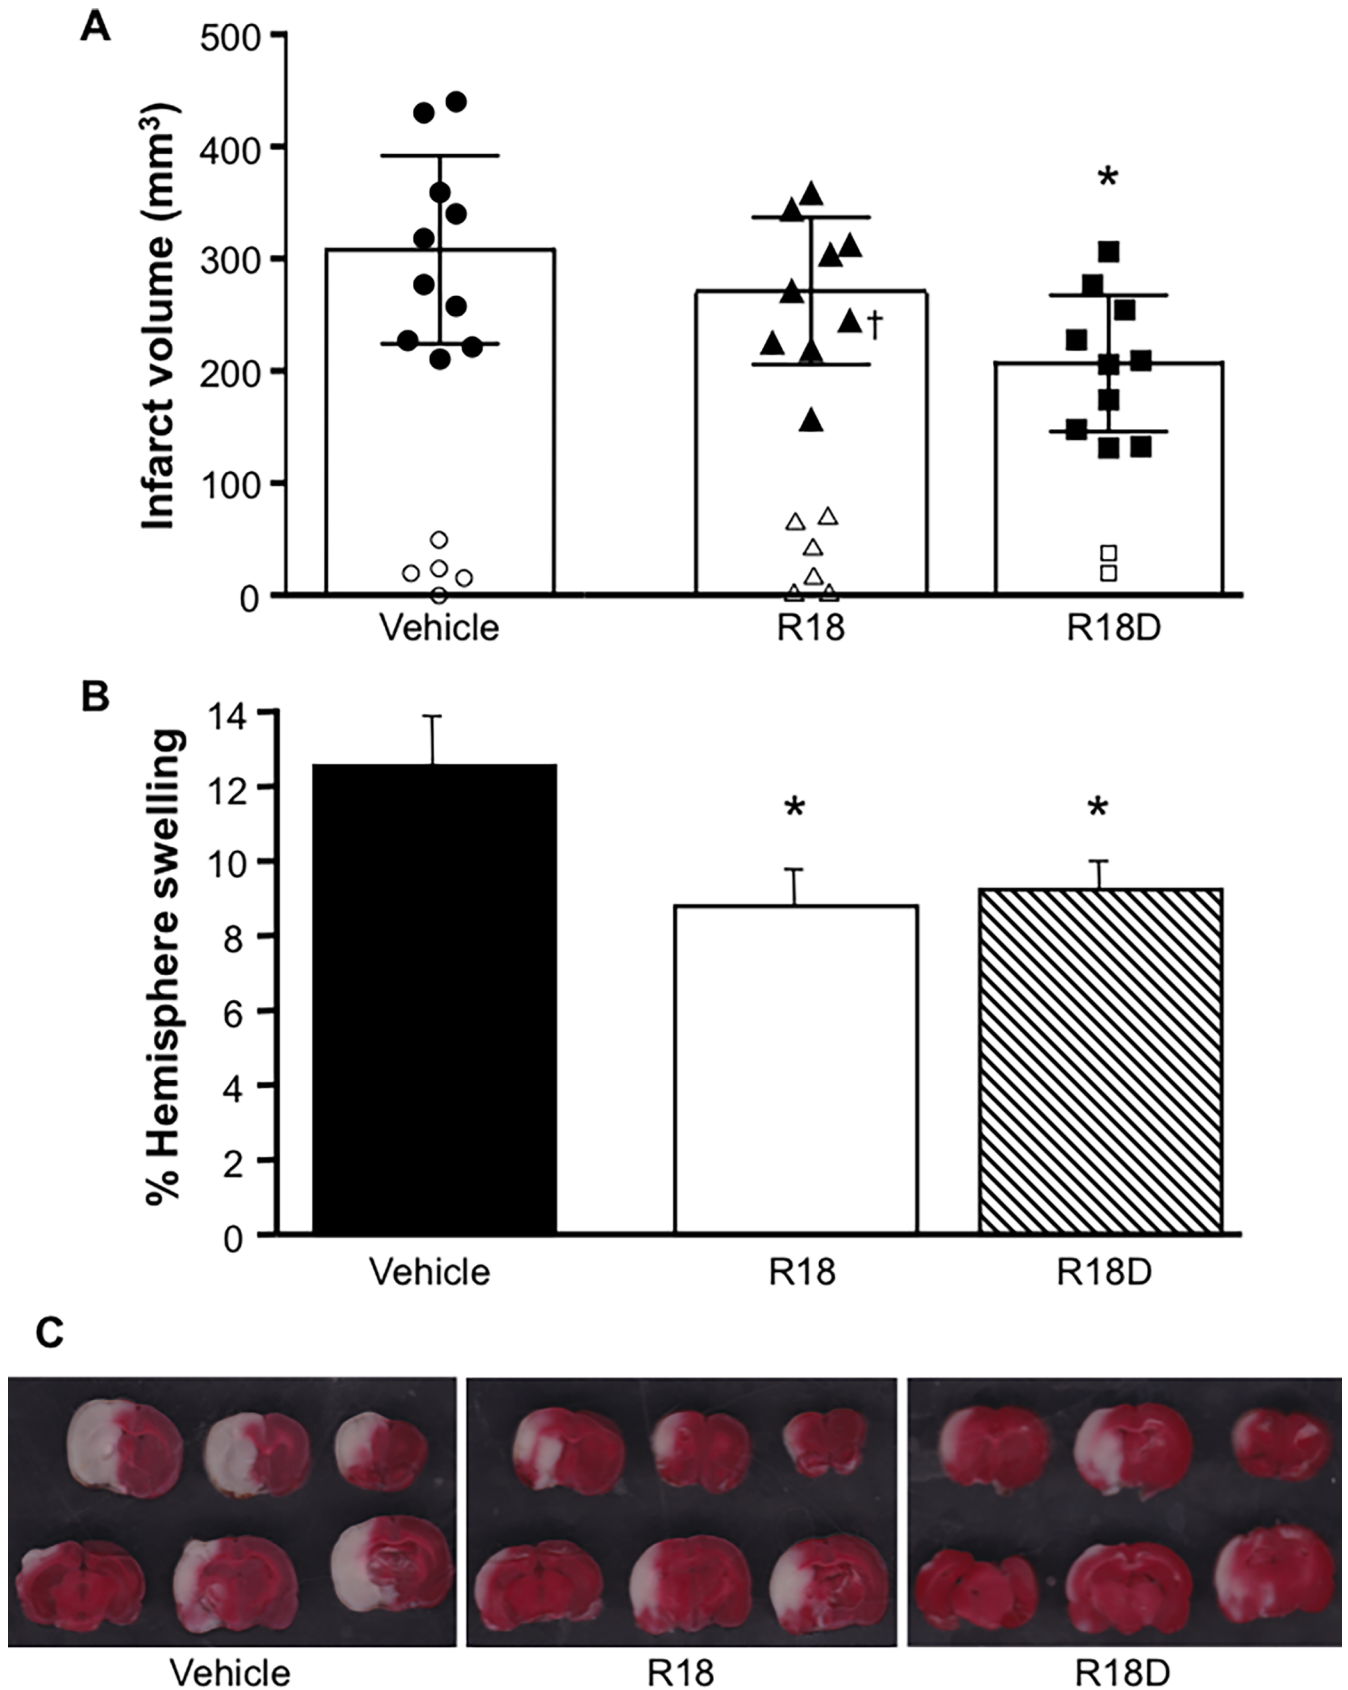 A
500
400
300
200
100
0
Infarct volume (mm³)
*
†
Vehicle R18 R18D
B
14
12
10
8
6
4
2
0
% Hemisphere swelling
* *
Vehicle R18 R18D
C
Vehicle R18 R18D